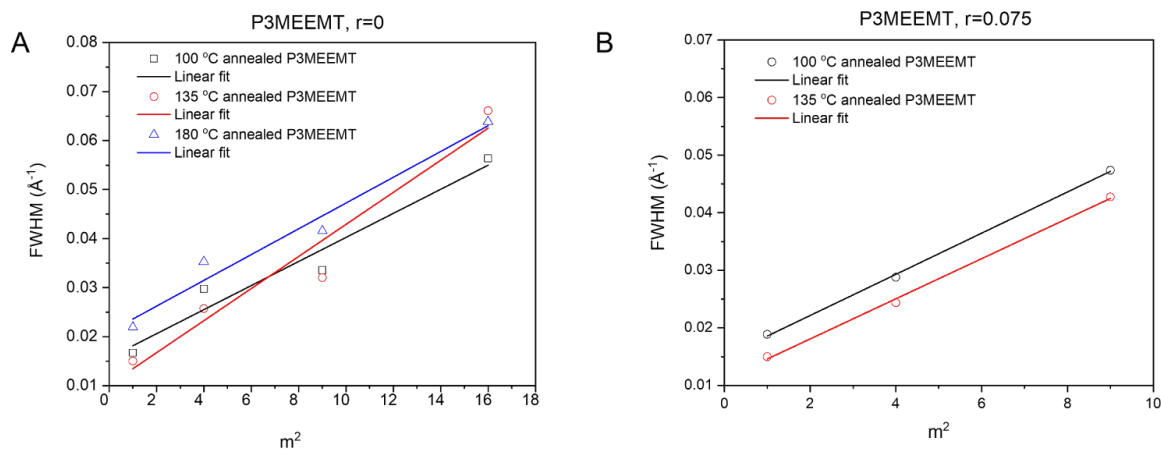 A
P3MEEMT, r=0
0.08
0.07
0.06
0.05
0.04
0.03
0.02
0.01
FWHM (Å⁻¹)
100 °C annealed P3MEEMT
Linear fit
135 °C annealed P3MEEMT
Linear fit
180 °C annealed P3MEEMT
Linear fit
0 2 4 6 8 10 12 14 16 18
m²
B
P3MEEMT, r=0.075
0.07
0.06
0.05
0.04
0.03
0.02
0.01
FWHM (Å⁻¹)
100 °C annealed P3MEEMT
Linear fit
135 °C annealed P3MEEMT
Linear fit
0 2 4 6 8 10
m²